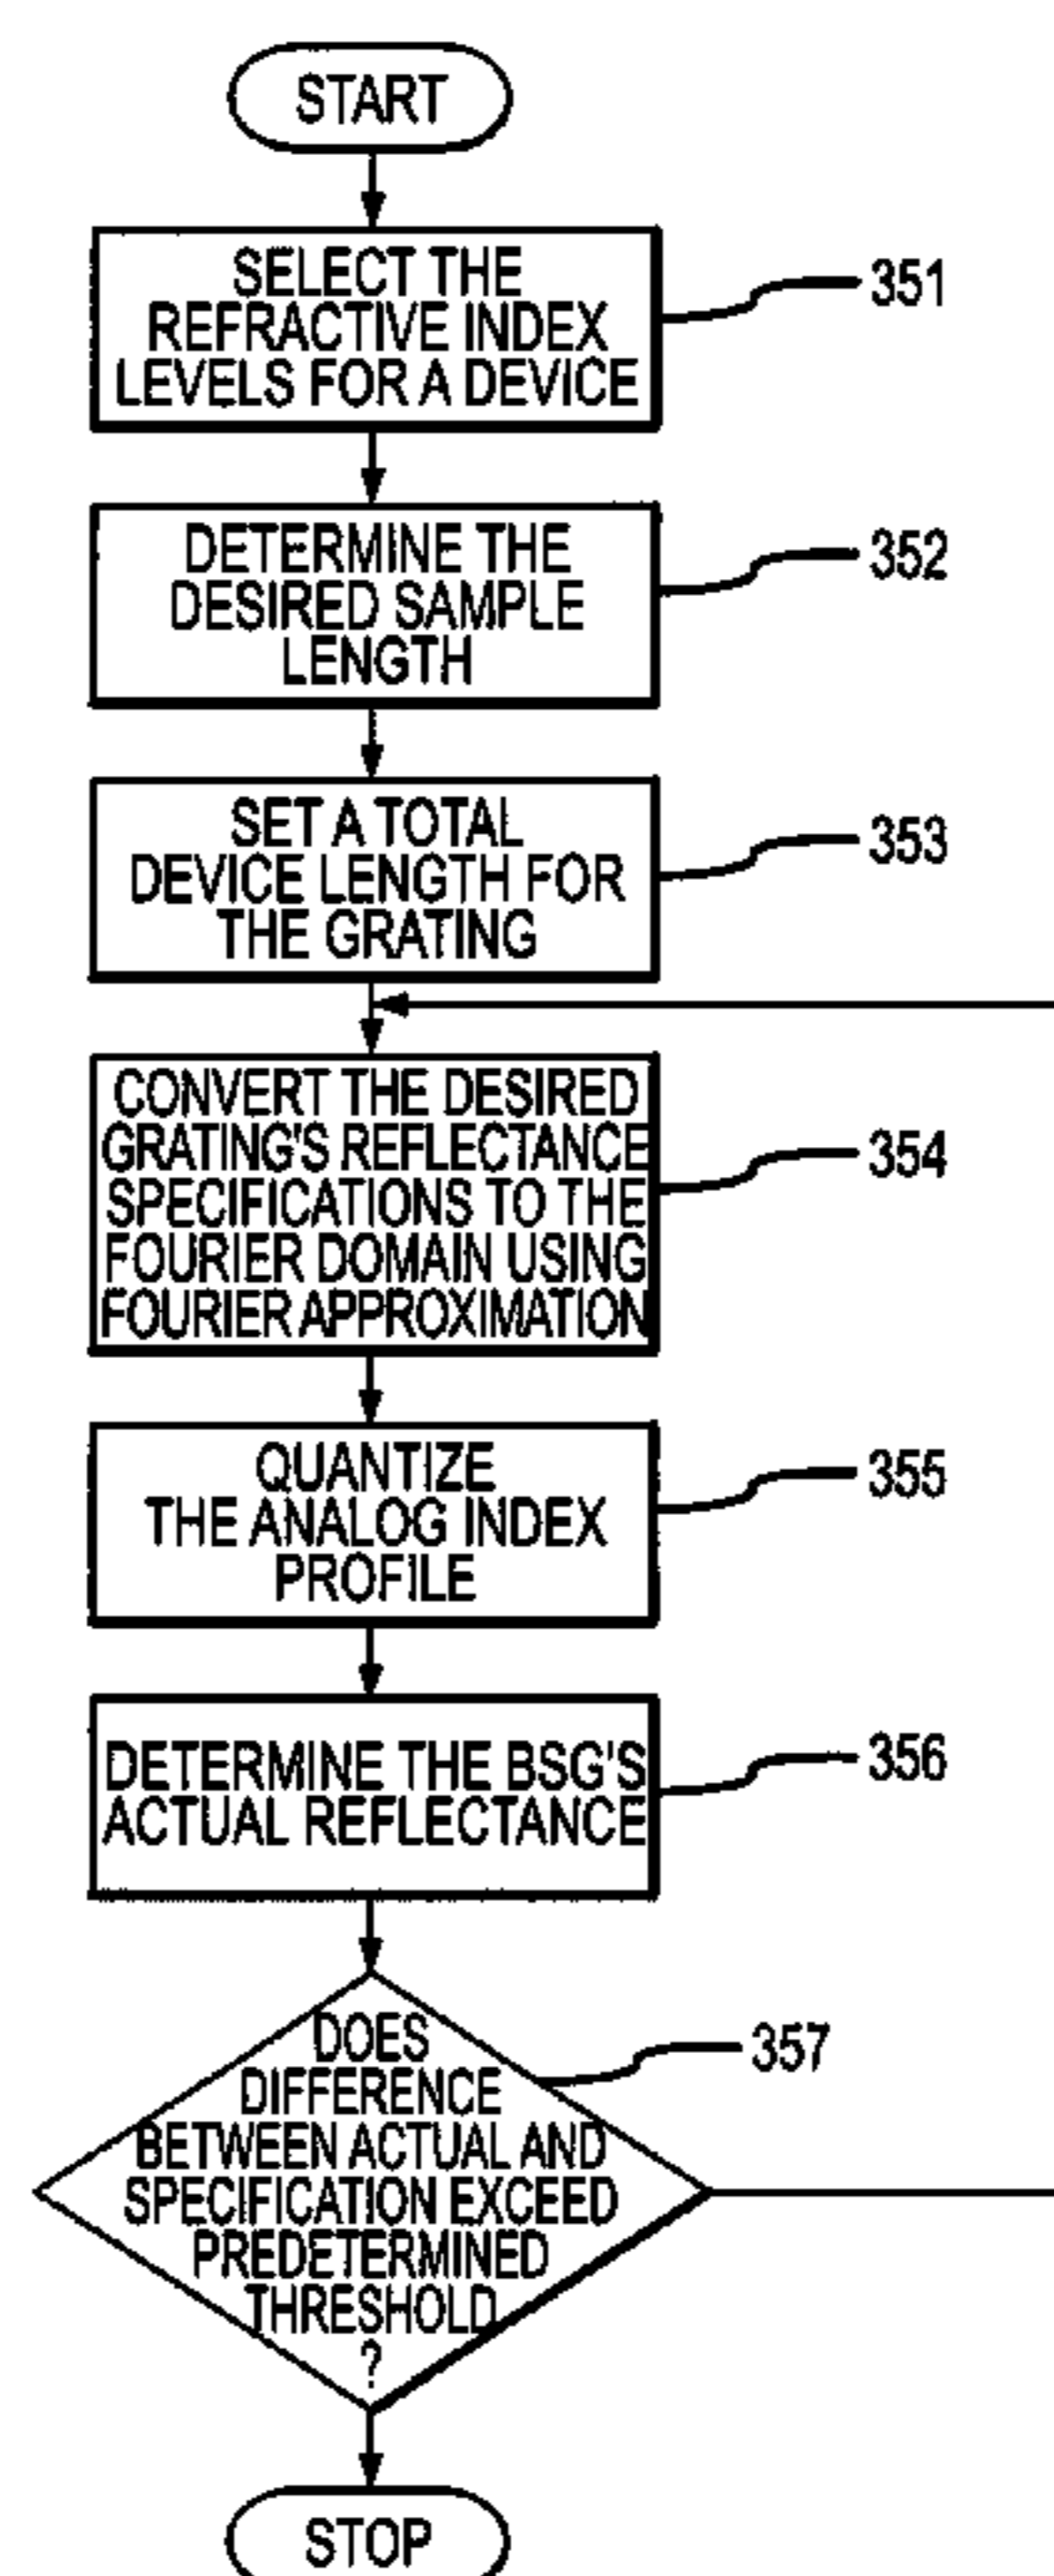 START
SELECT THE
REFRACTIVE INDEX
LEVELS FOR A DEVICE
351
DETERMINE THE
DESIRED SAMPLE
LENGTH
352
SET A TOTAL
DEVICE LENGTH FOR
THE GRATING
353
CONVERT THE DESIRED
GRATING'S REFLECTANCE
SPECIFICATIONS TO THE
FOURIER DOMAIN USING
FOURIER APPROXIMATION
354
QUANTIZE
THE ANALOG INDEX
PROFILE
355
DETERMINE THE BSG'S
ACTUAL REFLECTANCE
356
DOES
DIFFERENCE
BETWEEN ACTUAL AND
SPECIFICATION EXCEED
PREDETERMINED
THRESHOLD
?
357
STOP